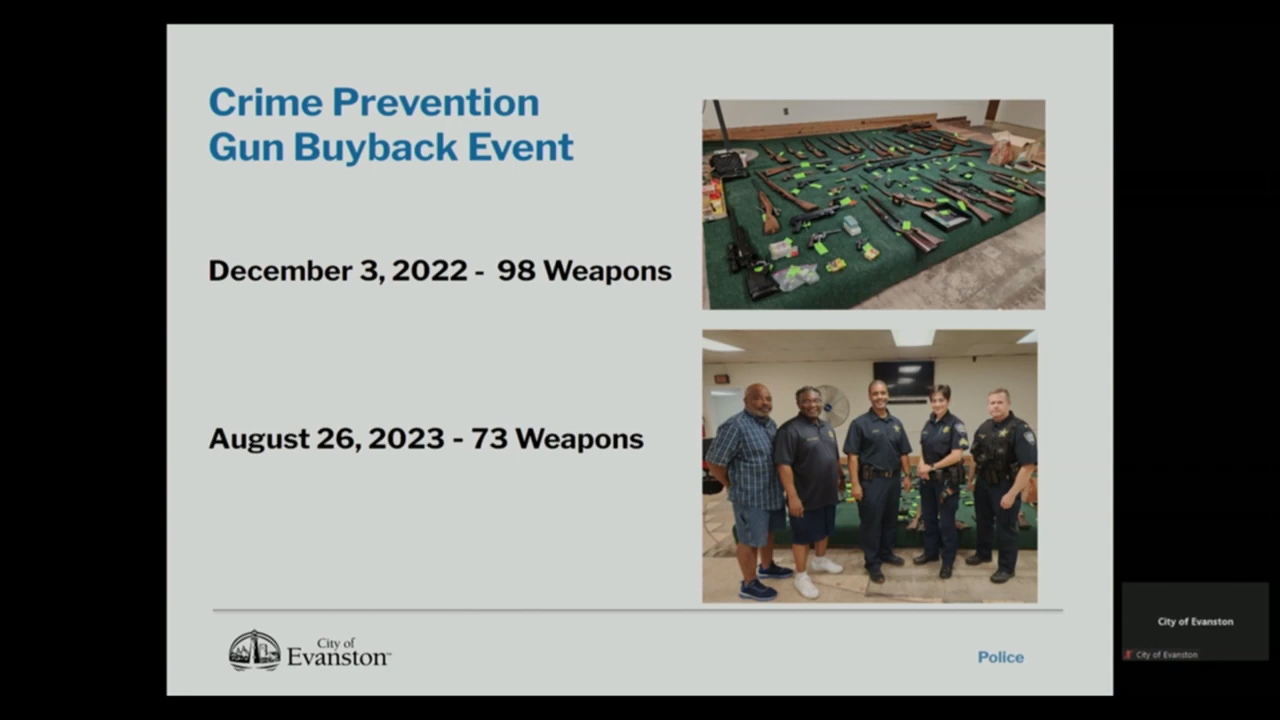 Crime Prevention
Gun Buyback Event
December 3, 2022 - 98 Weapons
August 26, 2023 - 73 Weapons
City of
Evanston™
Police
City of Evanston
City of Evanston